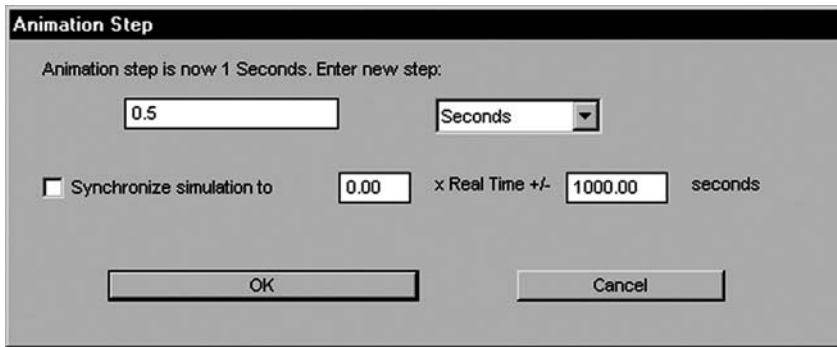 Animation Step
Animation step is now 1 Seconds. Enter new step:
0.5 Seconds
Synchronize simulation to 0.00 x Real Time +/- 1000.00 seconds
OK Cancel